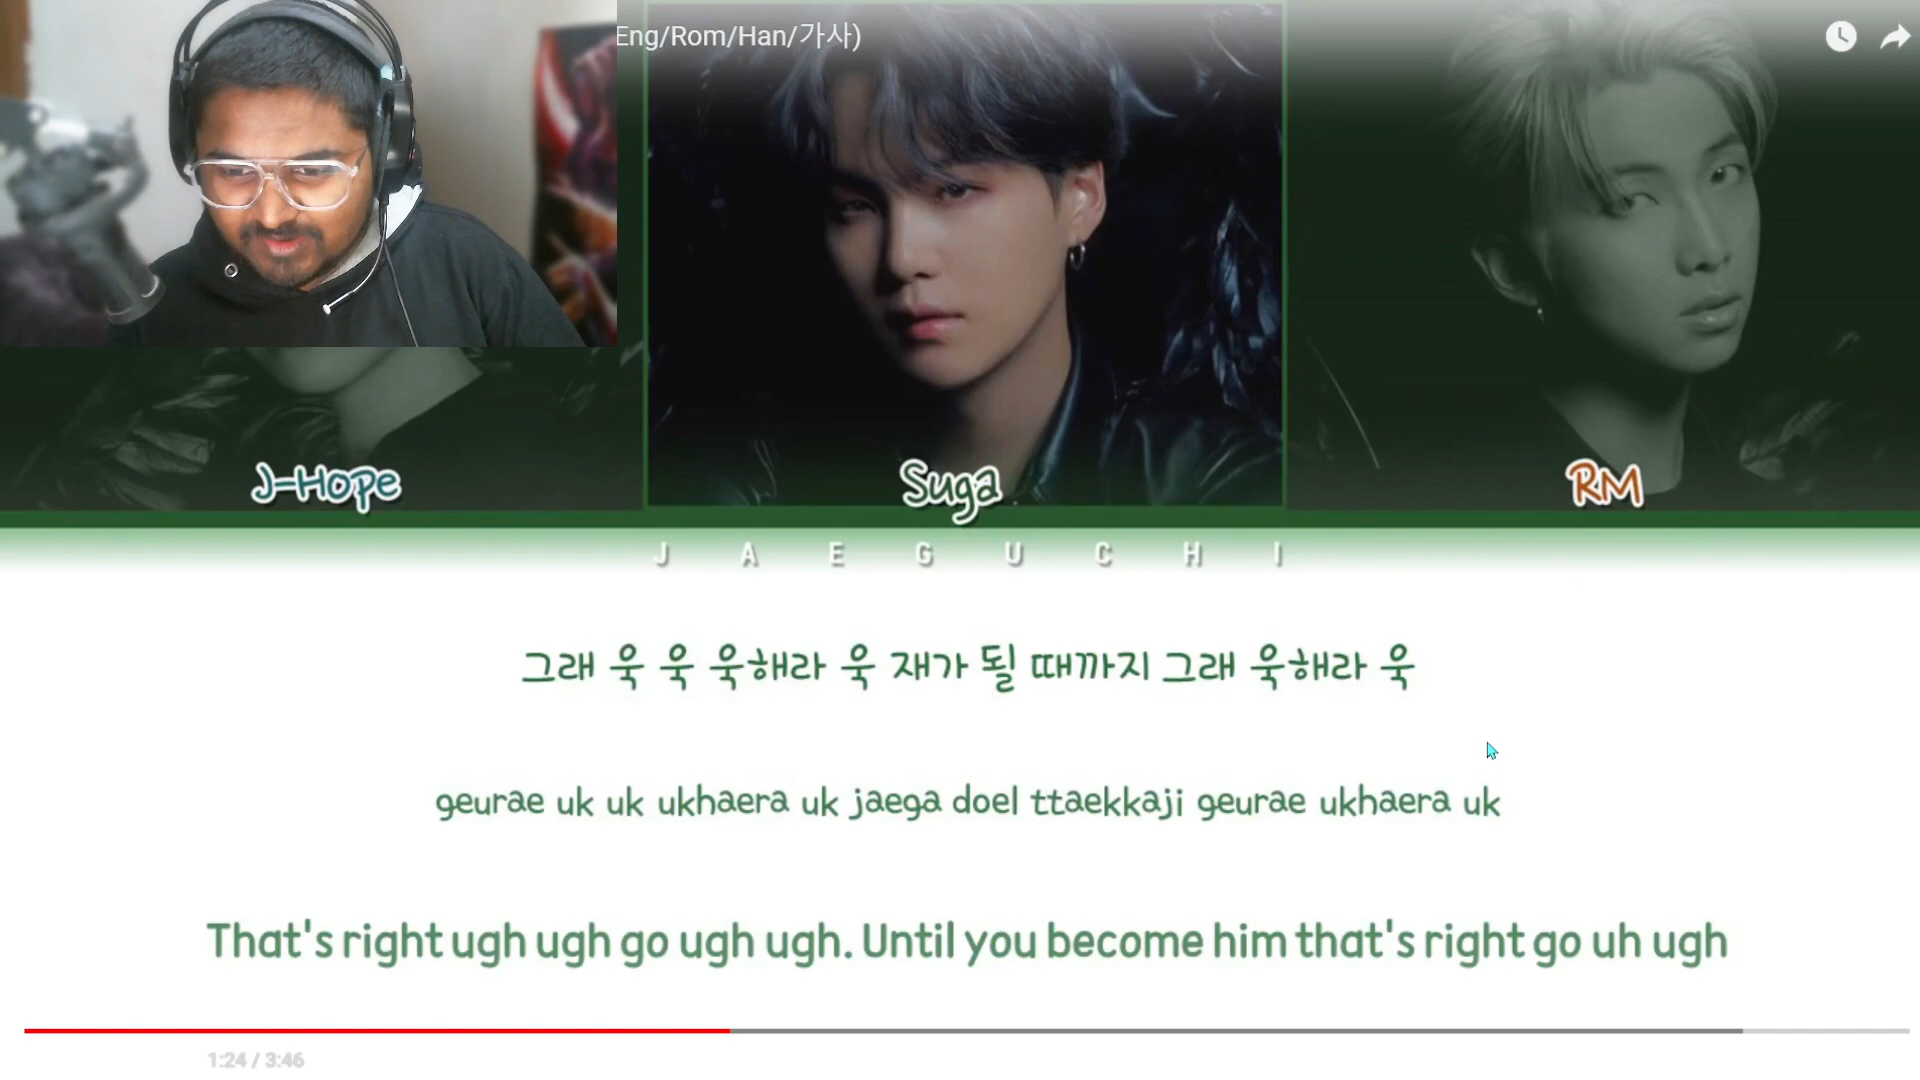 Eng/Rom/Han/가사)
J-Hope
Suga
RM
J A E G U C H I
그래 욱 욱 욱해라 욱 재가 될 때까지 그래 욱해라 욱
geurae uk uk ukhaera uk jaega doel ttaekkaji geurae ukhaera uk
That's right ugh ugh go ugh ugh. Until you become him that's right go uh ugh
1:24 / 3:46